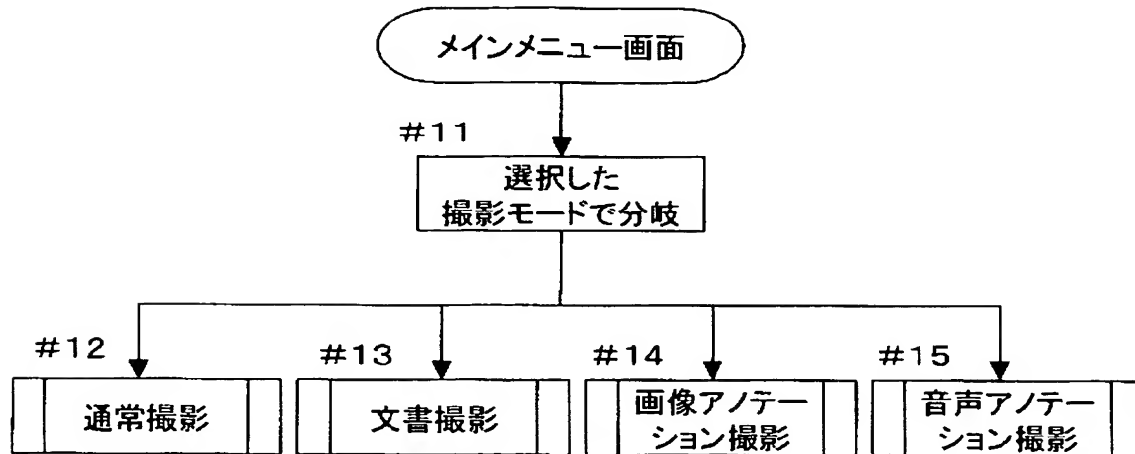 メインメニュー画面
#11
選択した
撮影モードで分岐
#12
通常撮影
#13
文書撮影
#14
画像アノテー
ション撮影
#15
音声アノテー
ション撮影